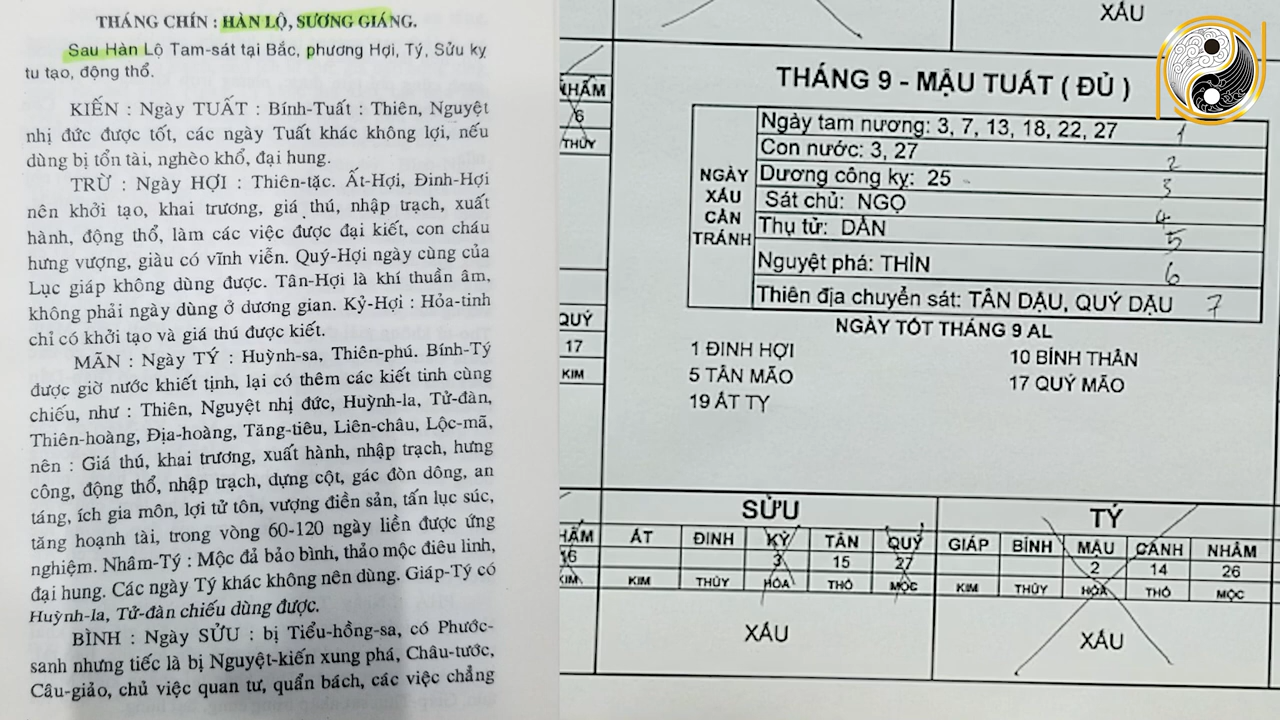 THÁNG CHÍN : HÀN LỘ, SƯƠNG GIÁNG.
Sau Hàn Lộ Tam-sát tại Bắc, phương Hợi, Tý, Sửu kỵ
tu tạo, động thổ.
KIẾN : Ngày TUẤT : Bính-Tuất : Thiên, Nguyệt
nhị đức được tốt, các ngày Tuất khác không lợi, nếu
dùng bị tổn tài, nghèo khổ, đại hung.
TRỪ : Ngày HỢI : Thiên-tặc. Ất-Hợi, Đinh-Hợi
nên khởi tạo, khai trương, giá thú, nhập trạch, xuất
hành, động thổ, làm các việc được đại kiết, con cháu
hưng vượng, giàu có vĩnh viễn. Quý-Hợi ngày cùng của
Lục giáp không dùng được. Tân-Hợi là khí thuần âm,
không phải ngày dùng ở dương gian. Kỷ-Hợi : Hỏa-tinh
chỉ có khởi tạo và giá thú được kiết.
MÃN : Ngày TÝ : Huỳnh-sa, Thiên-phú. Bính-Tý
được giờ nước khiết tịnh, lại có thêm các kiết tinh cùng
chiếu, như : Thiên, Nguyệt nhị đức, Huỳnh-la, Tử-đàn,
Thiên-hoàng, Địa-hoàng, Tăng-tiêu, Liên-châu, Lộc-mã,
nên : Giá thú, khai trương, xuất hành, nhập trạch, hưng
công, động thổ, nhập trạch, dựng cột, gác đòn dông, an
táng, ích gia môn, lợi tử tôn, vượng điền sản, tấn lục súc,
tăng hoạnh tài, trong vòng 60-120 ngày liền được ứng
nghiệm. Nhâm-Tý : Mộc đả bảo bình, thảo mộc điêu linh,
đại hung. Các ngày Tý khác không nên dùng. Giáp-Tý có
Huỳnh-la, Tử-đàn chiếu dùng được.
BÌNH : Ngày SỬU : bị Tiểu-hồng-sa, có Phước-
sanh nhưng tiếc là bị Nguyệt-kiến xung phá, Châu-tước,
Câu-giảo, chủ việc quan tư, quẩn bách, các việc chẳng
XẤU
NHÂM
6
THỦY
QUÝ
17
KIM
THÁNG 9 - MẬU TUẤT ( ĐỦ )
NGÀY XẤU CẦN TRÁNH
Ngày tam nương: 3, 7, 13, 18, 22, 27 1
Con nước: 3, 27 2
Dương công kỵ: 25 3
Sát chủ: NGỌ 4
Thụ tử: DẦN 5
Nguyệt phá: THÌN 6
Thiên địa chuyển sát: TÂN DẬU, QUÝ DẬU 7
NGÀY TỐT THÁNG 9 AL
1 ĐINH HỢI 10 BÍNH THÂN
5 TÂN MÃO 17 QUÝ MÃO
19 ẤT TỴ
SỬU TÝ
HÂM ẤT ĐINH KỶ TÂN QUÝ GIÁP BÍNH MẬU CANH NHÂM
16 3 15 27 2 14 26
KIM KIM THỦY HỎA THỔ MỘC KIM THỦY HỎA THỔ MỘC
XẤU XẤU